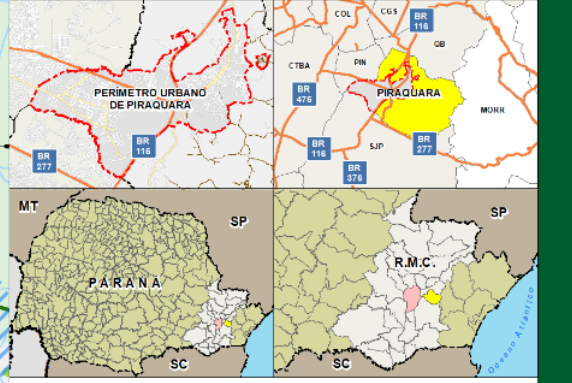 PERÍMETRO URBANO
DE PIRAQUARA
BR
277
BR
116
COL
CGS
BR
116
QB
CTBA
PIN
BR
476
PIRAQUARA
MORR
BR
116
SJP
BR
277
BR
376
MT
SP
PARANÁ
SC
SP
R.M.C.
SC
Oceano Atlântico